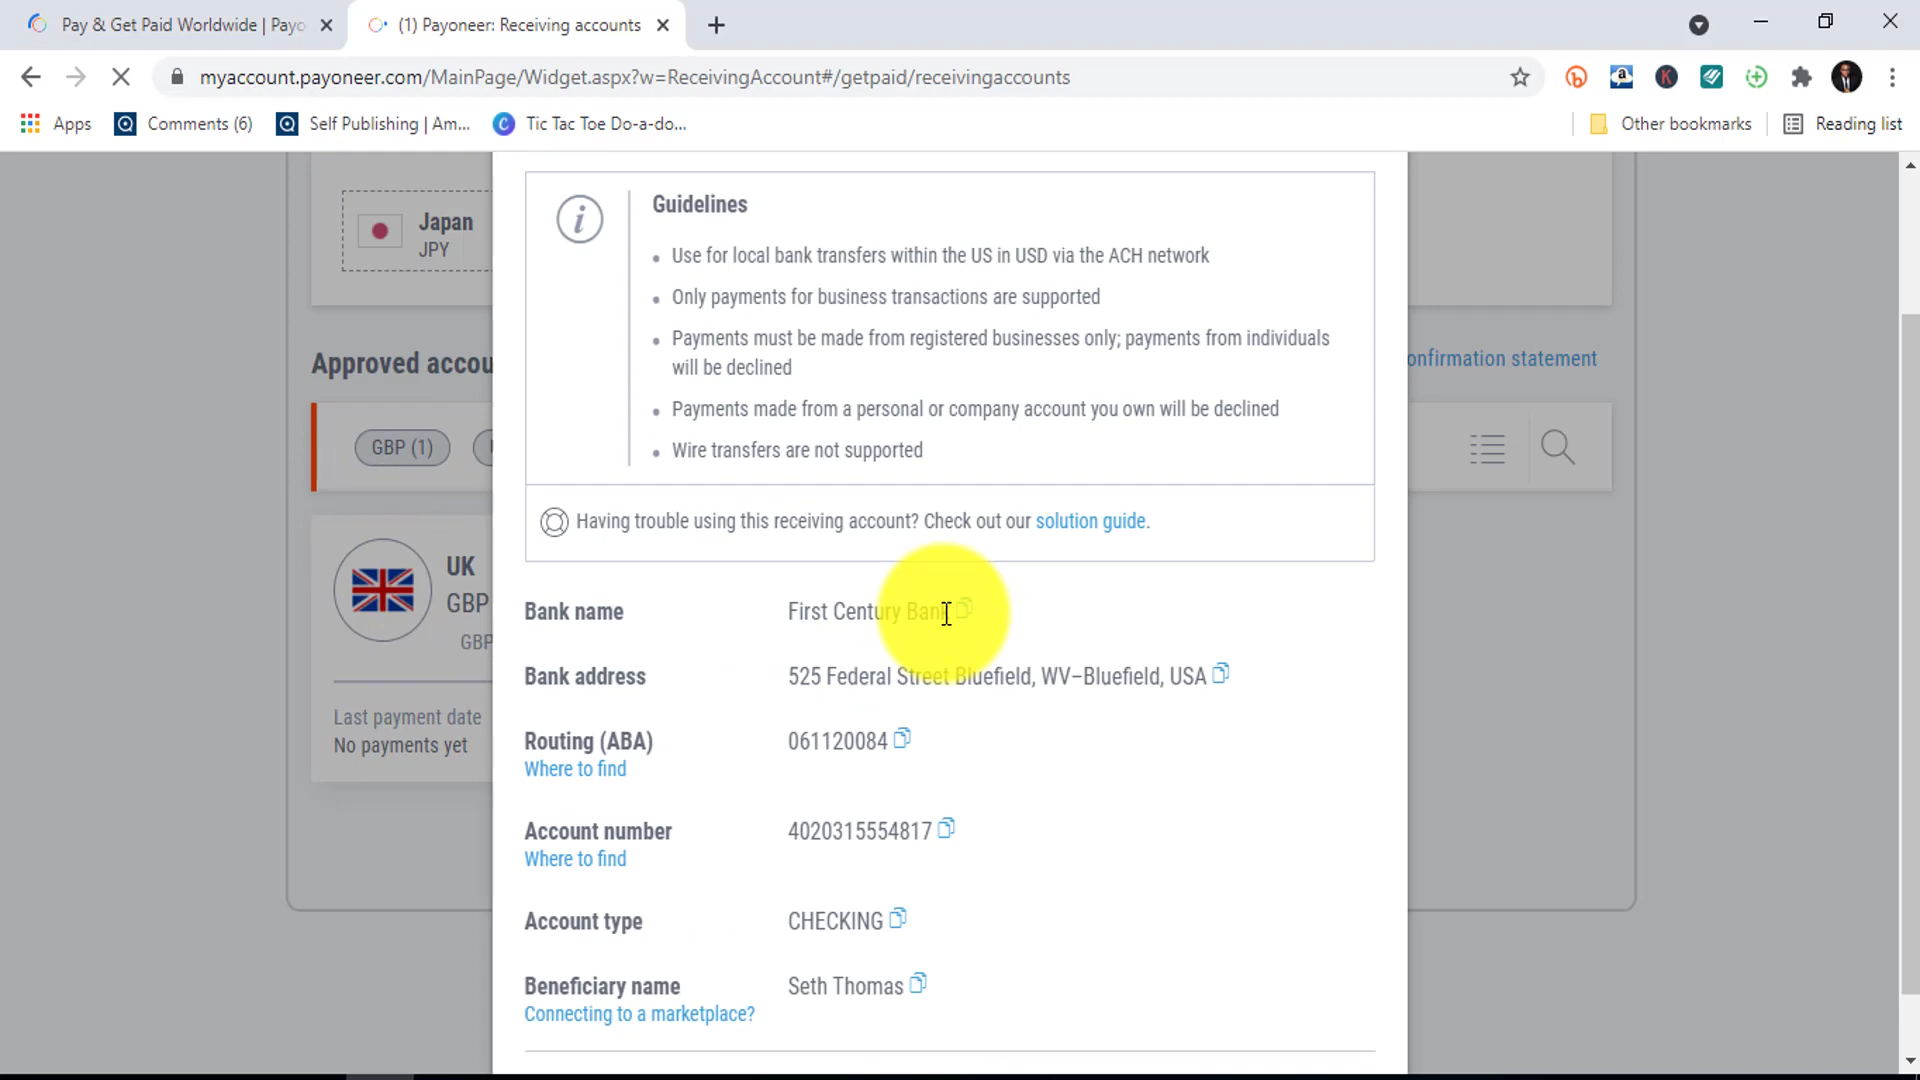 Pay & Get Paid Worldwide | Payo
(1) Payoneer: Receiving accounts
myaccount.payoneer.com/MainPage/Widget.aspx?w=ReceivingAccount#/getpaid/receivingaccounts
Apps
Comments (6)
Self Publishing | Am...
Tic Tac Toe Do-a-do...
Other bookmarks
Reading list
Japan
JPY
Guidelines
Use for local bank transfers within the US in USD via the ACH network
Only payments for business transactions are supported
Payments must be made from registered businesses only; payments from individuals
will be declined
Payments made from a personal or company account you own will be declined
Wire transfers are not supported
Approved accou
onfirmation statement
GBP (1)
Having trouble using this receiving account? Check out our solution guide.
UK
GBP
GBP
Last payment date
No payments yet
Bank name First Century Bank
Bank address 525 Federal Street Bluefield, WV–Bluefield, USA
Routing (ABA) 061120084
Where to find
Account number 4020315554817
Where to find
Account type CHECKING
Beneficiary name Seth Thomas
Connecting to a marketplace?